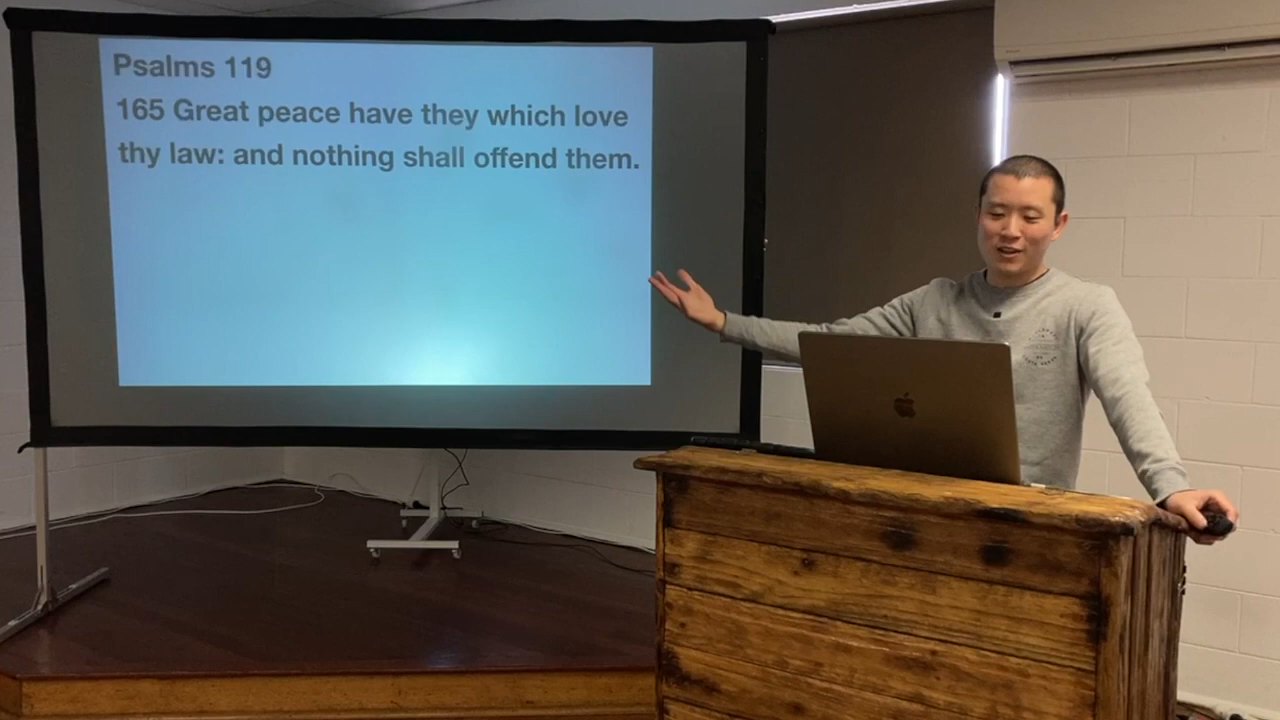 Psalms 119
165 Great peace have they which love
thy law: and nothing shall offend them.